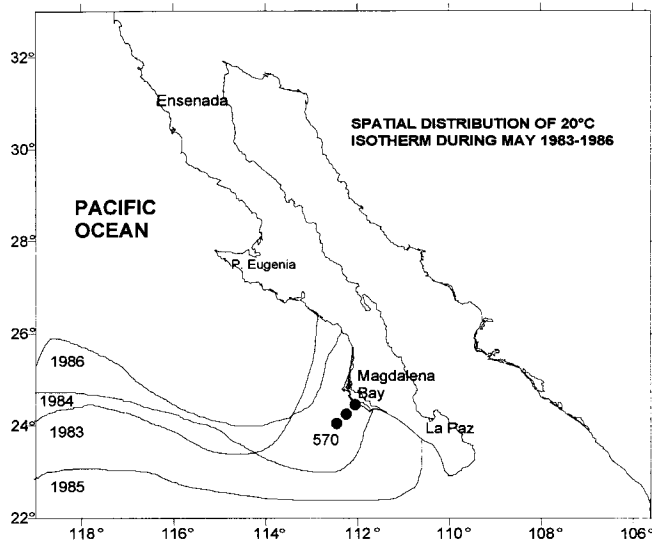 32°
30°
28°
26°
24°
22°
Ensenada
SPATIAL DISTRIBUTION OF 20°C
ISOTHERM DURING MAY 1983-1986
PACIFIC
OCEAN
P. Eugenia
1986
1984
1983
1985
Magdalena
Bay
La Paz
570
118° 116° 114° 112° 110° 108° 106°